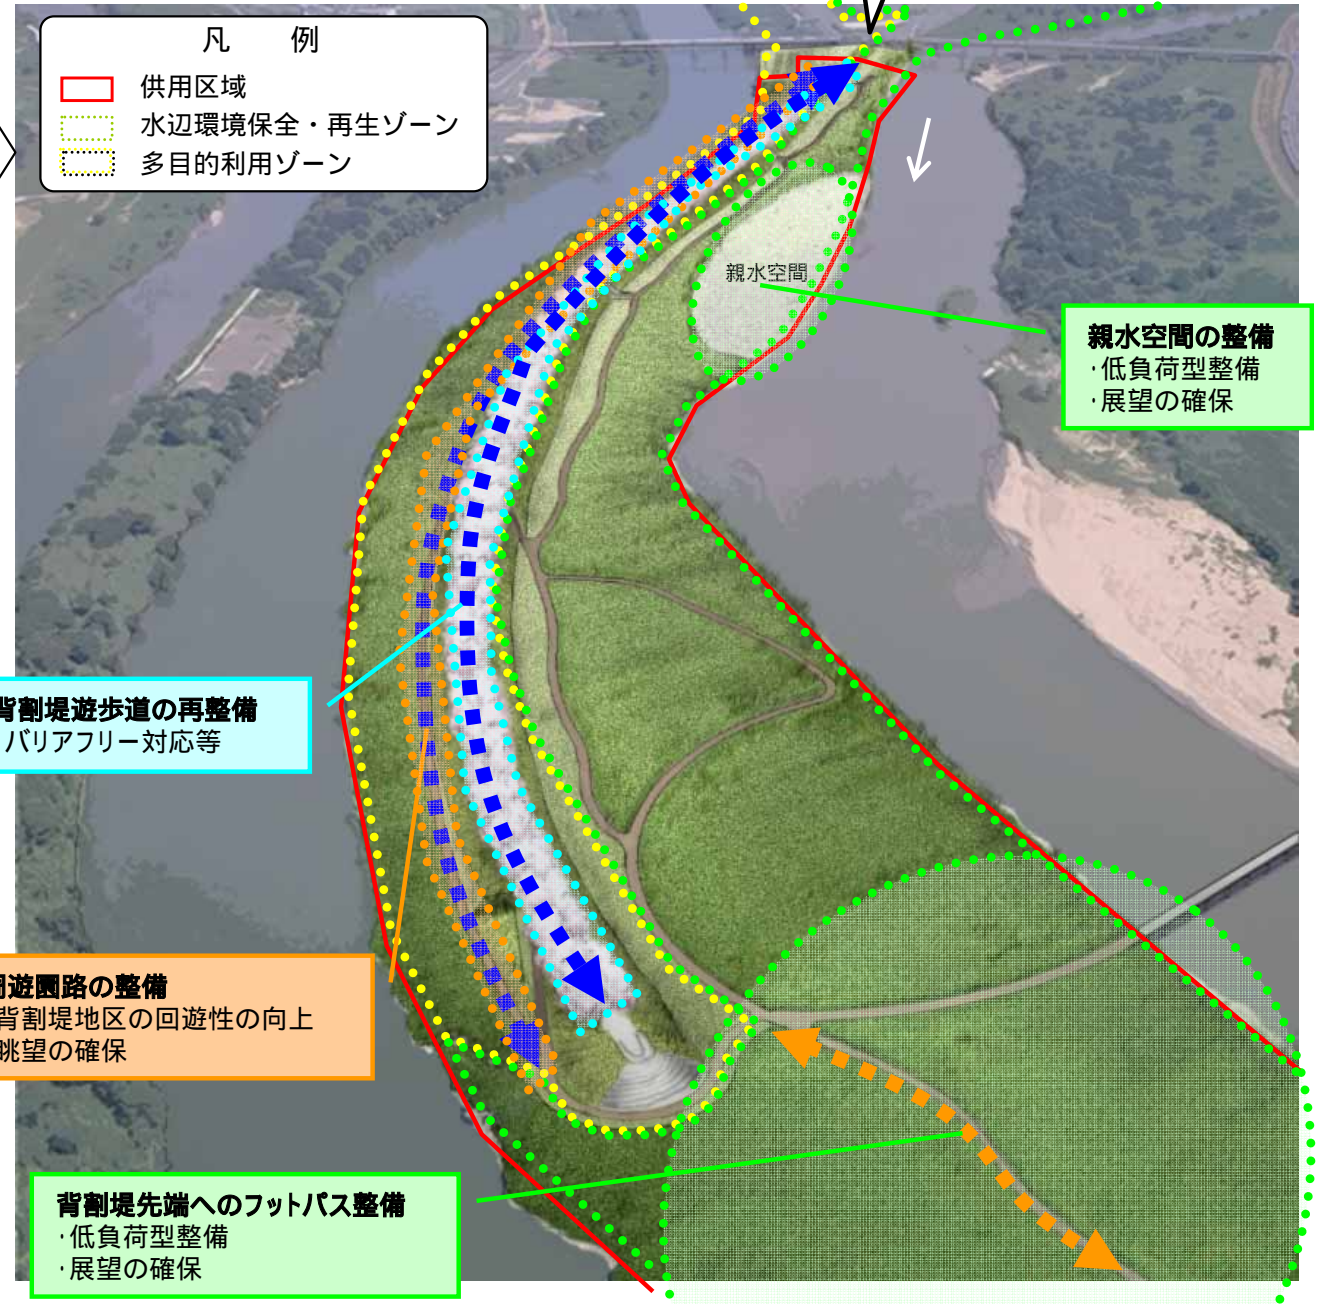 凡 例
供用区域
水辺環境保全・再生ゾーン
多目的利用ゾーン
親水空間
親水空間の整備
・低負荷型整備
・展望の確保
背割堤遊歩道の再整備
バリアフリー対応等
周遊園路の整備
背割堤地区の回遊性の向上
眺望の確保
背割堤先端へのフットパス整備
・低負荷型整備
・展望の確保